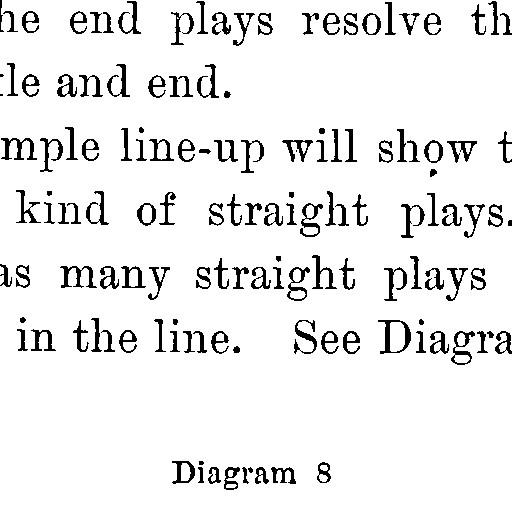 he end plays resolve th
tle and end.
mple line-up will show t
kind of straight plays.
as many straight plays
in the line. See Diagra
Diagram 8